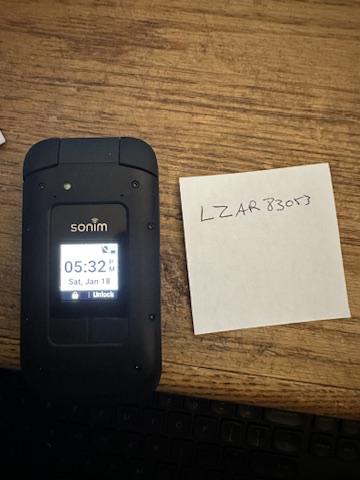 sonim
05:32 PM
Sat, Jan 18
Unlock
LZAR83053